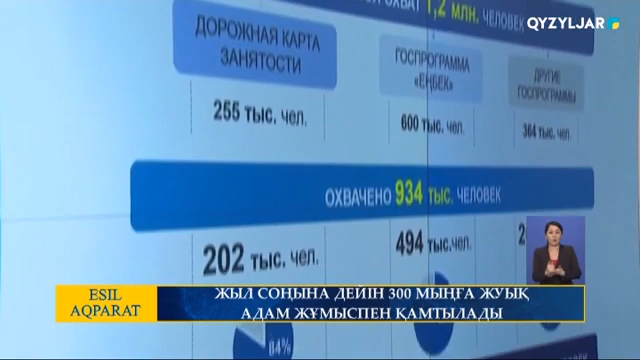 ОХВАТ 1,2 МЛН. ЧЕЛОВЕК
QYZYLJAR
ДОРОЖНАЯ КАРТА
ЗАНЯТОСТИ
ГОСПРОГРАММА
«ЕҢБЕК»
ДРУГИЕ
ГОСПРОГРАММЫ
255 тыс. чел.
600 тыс. чел.
364 тыс. чел.
ОХВАЧЕНО 934 ТЫС. ЧЕЛОВЕК
202 тыс. чел.
494 тыс.чел.
84%
ESIL
AQPARAT
ЖЫЛ СОҢЫНА ДЕЙІН 300 МЫҢҒА ЖУЫҚ
АДАМ ЖҰМЫСПЕН ҚАМТЫЛАДЫ